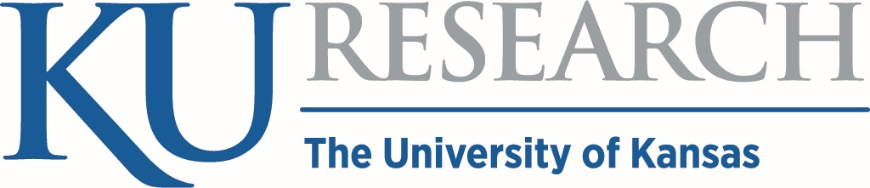 KU RESEARCH
The University of Kansas